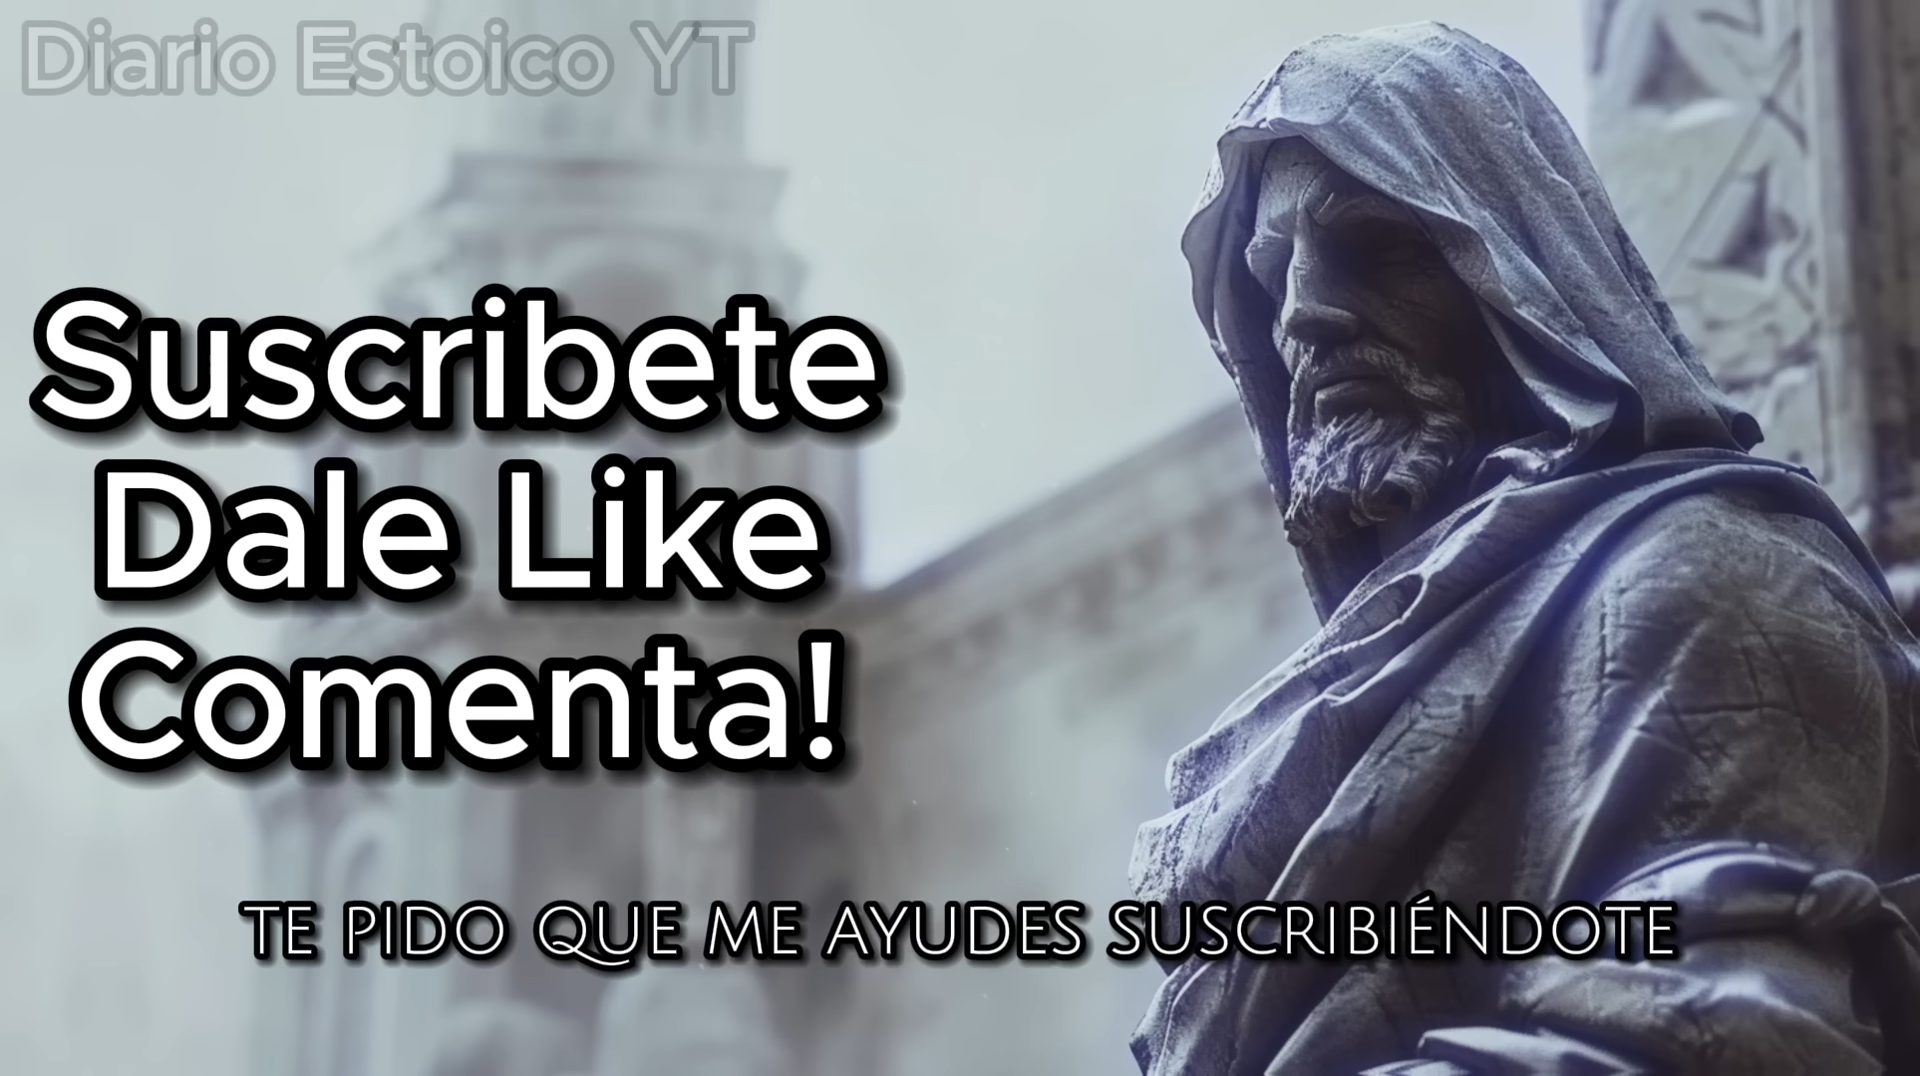 Diario Estoico YT
Suscribete
Dale Like
Comenta!
TE PIDO QUE ME AYUDES SUSCRIBIÉNDOTE